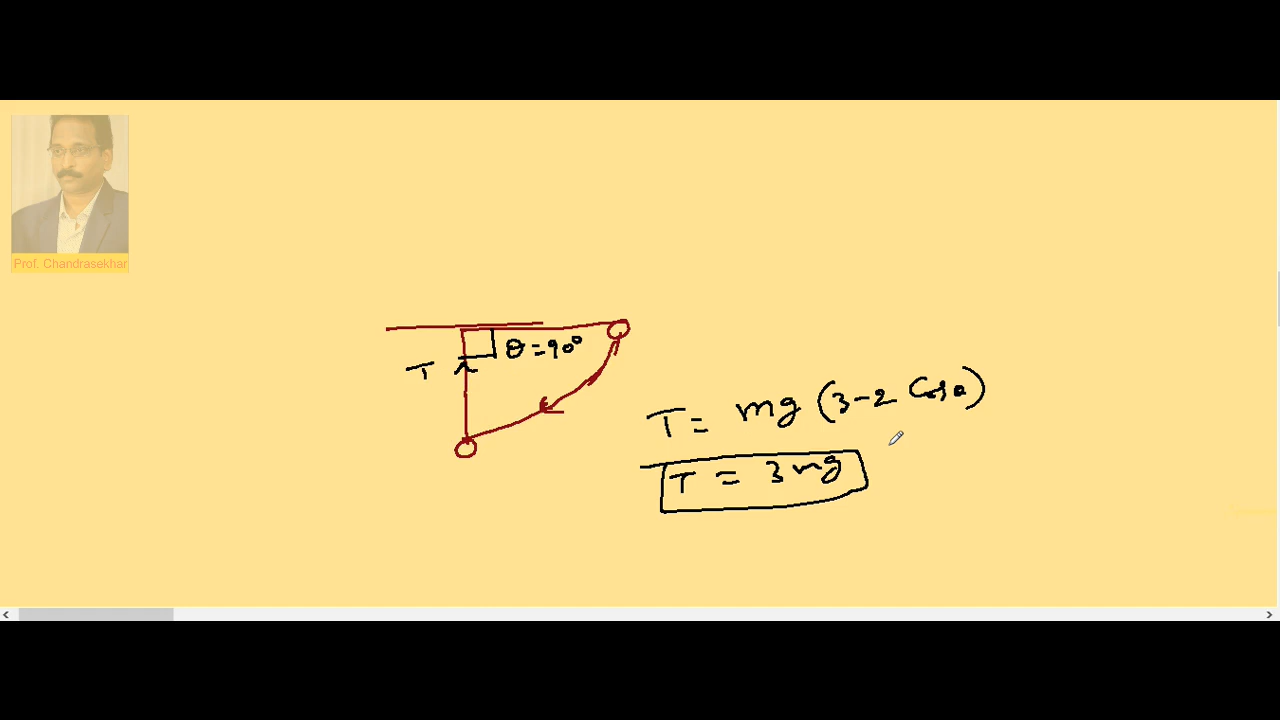 Prof. Chandrasekhar
θ=90°
T
T= mg (3-2 Cosθ)
T = 3mg